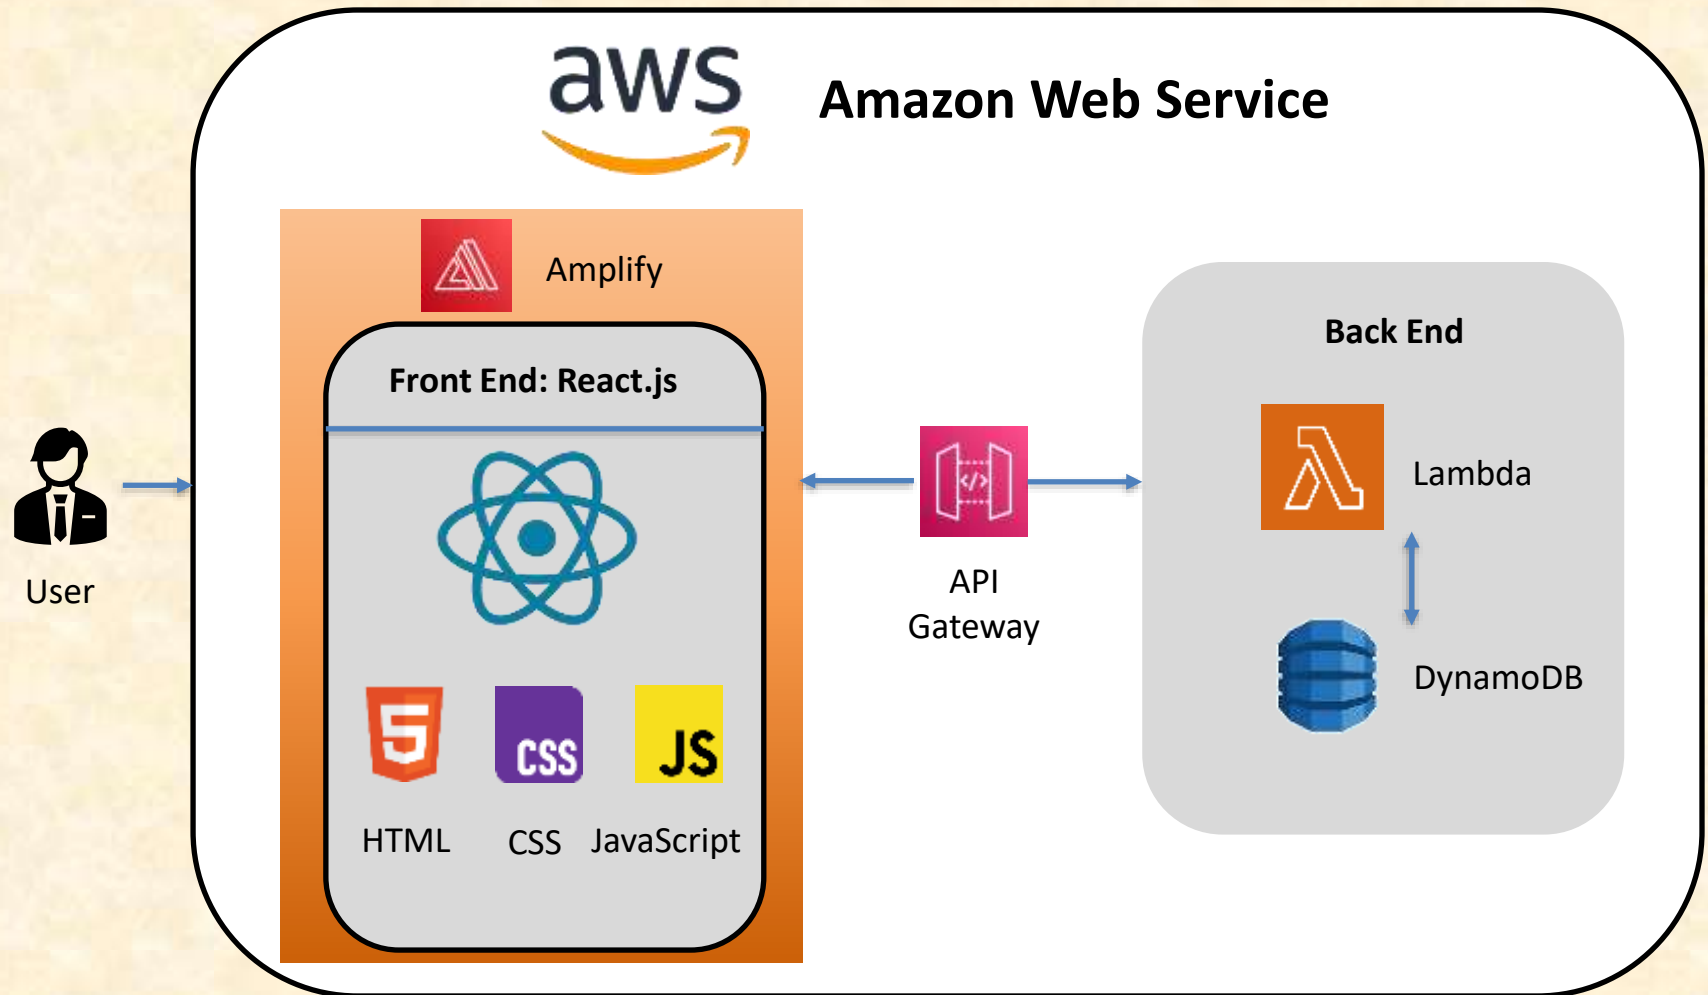 aws
Amazon Web Service
Amplify
Front End: React.js
HTML
CSS
CSS
JS
JavaScript
User
</>
API
Gateway
Back End
Lambda
DynamoDB